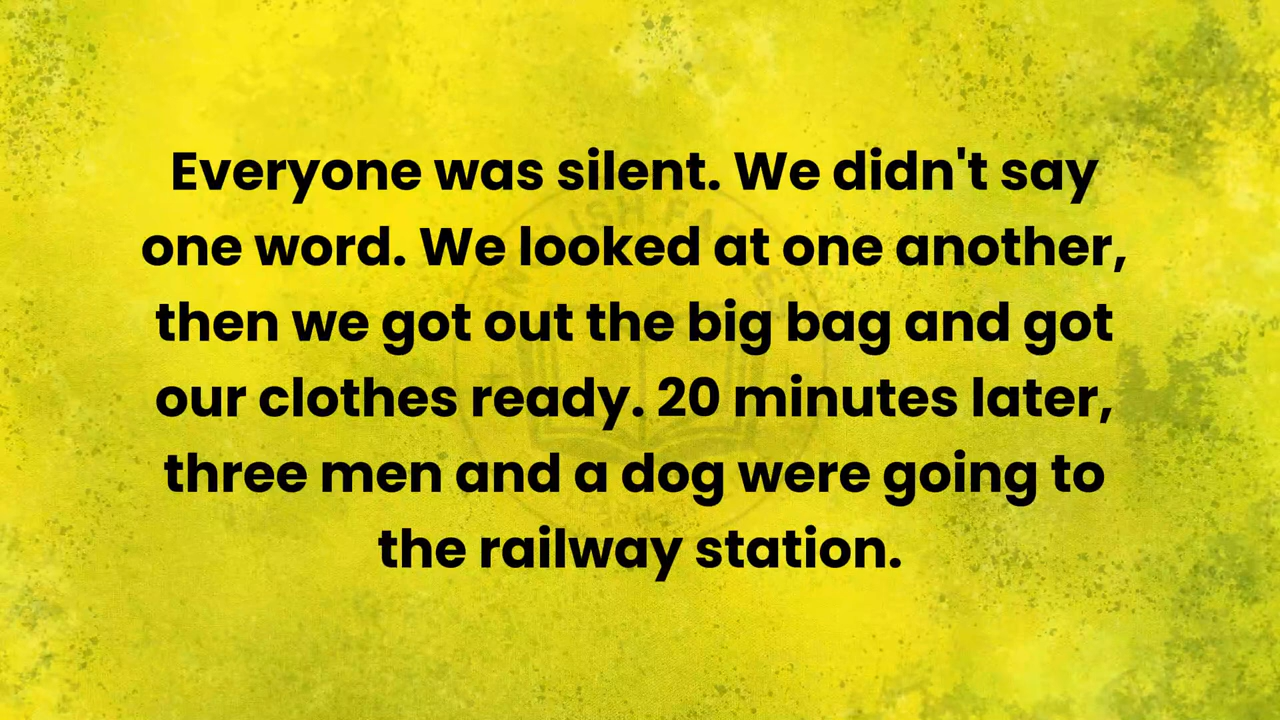 Everyone was silent. We didn't say
one word. We looked at one another,
then we got out the big bag and got
our clothes ready. 20 minutes later,
three men and a dog were going to
the railway station.